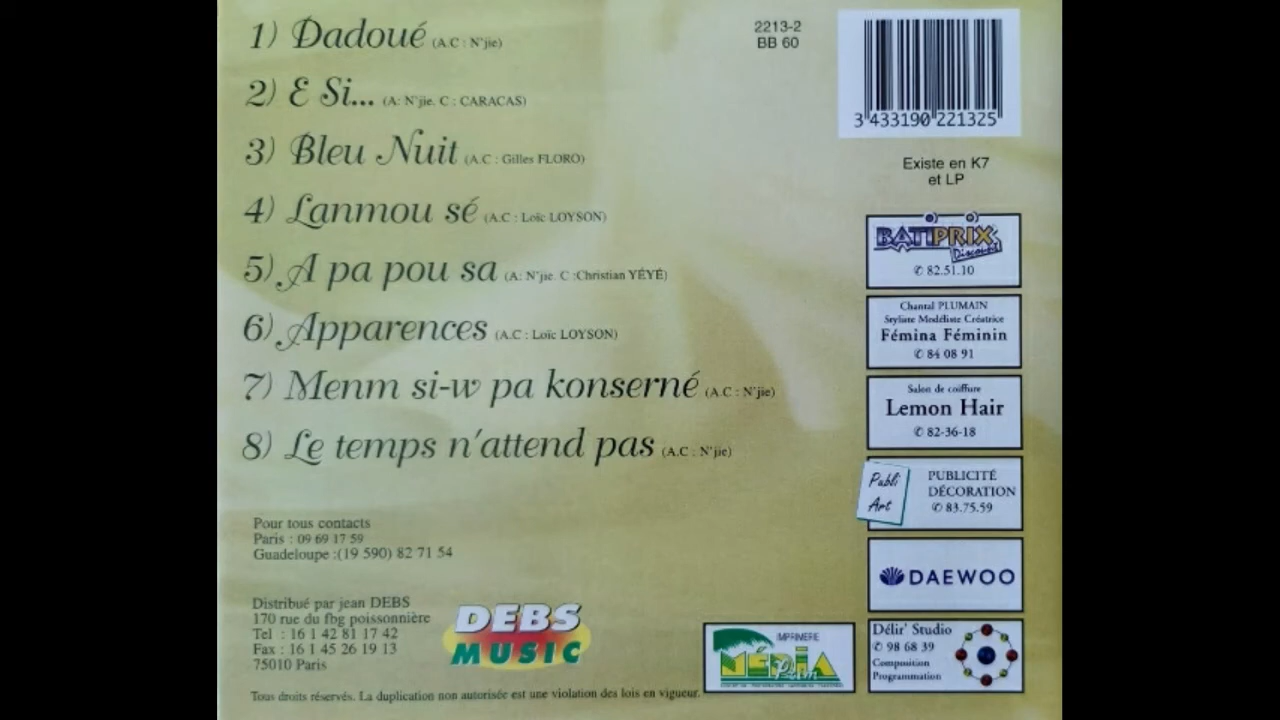 1) Dadoué (A.C : N'jie)
2) E Si... (A: N'jie. C : CARACAS)
3) Bleu Nuit (A.C : Gilles FLORO)
4) Lanmou sé (A.C : Loïc LOYSON)
5) A pa pou sa (A: N'jie. C :Christian YÉYÉ)
6) Apparences (A.C : Loïc LOYSON)
7) Menm si-w pa konserné (A.C : N'jie)
8) Le temps n'attend pas (A.C : N'jie)
Pour tous contacts
Paris : 09 69 17 59
Guadeloupe :(19 590) 82 71 54
Distribué par jean DEBS
170 rue du fbg poissonnière
Tel : 16 1 42 81 17 42
Fax : 16 1 45 26 19 13
75010 Paris
DEBS
MUSIC
Tous droits réservés. La duplication non autorisée est une violation des lois en vigueur.
2213-2
BB 60
3 433190 221325
Existe en K7
et LP
BATIPRIX
Discount
✆ 82.51.10
Chantal PLUMAIN
Styliste Modéliste Créatrice
Fémina Féminin
✆ 84 08 91
Salon de coiffure
Lemon Hair
✆ 82-36-18
Publi
Art
PUBLICITÉ
DÉCORATION
✆ 83.75.59
DAEWOO
IMPRIMERIE
MÉDIA
Délir' Studio
✆ 98 68 39
Composition
Programmation